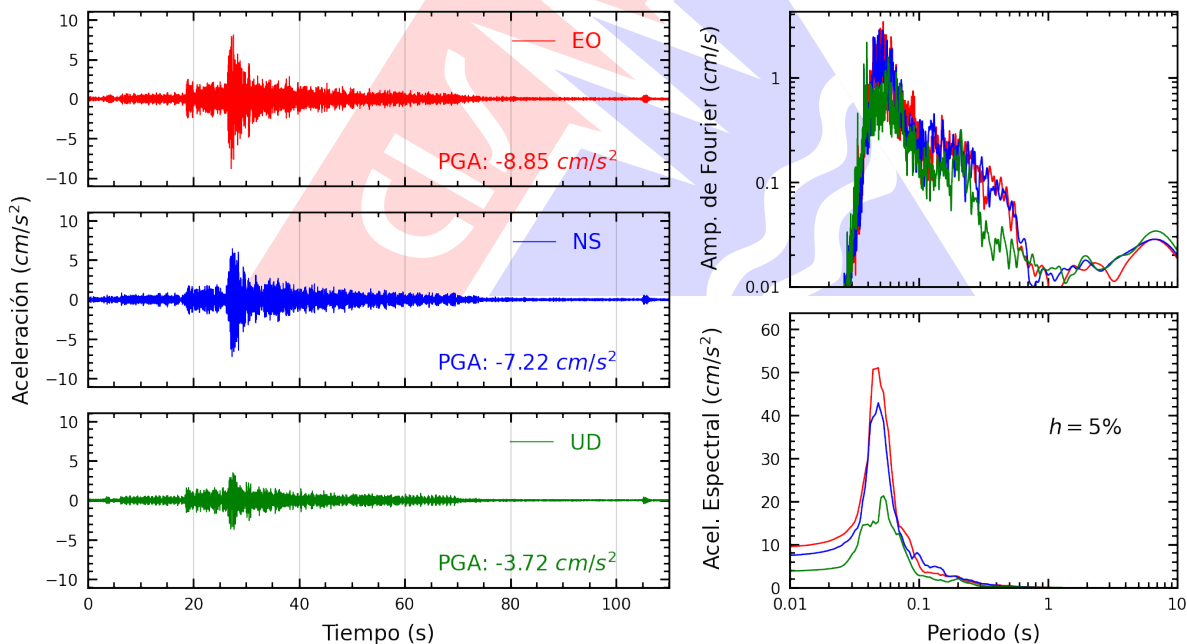 Aceleración (cm/s²)
10
5
0
−5
−10
EO
PGA: -8.85 cm/s²
10
5
0
−5
−10
NS
PGA: -7.22 cm/s²
10
5
0
−5
−10
UD
PGA: -3.72 cm/s²
0 20 40 60 80 100
Tiempo (s)
Amp. de Fourier (cm/s)
1
0.1
0.01
Acel. Espectral (cm/s²)
60
50
40
30
20
10
0
h = 5%
0.01 0.1 1 10
Periodo (s)